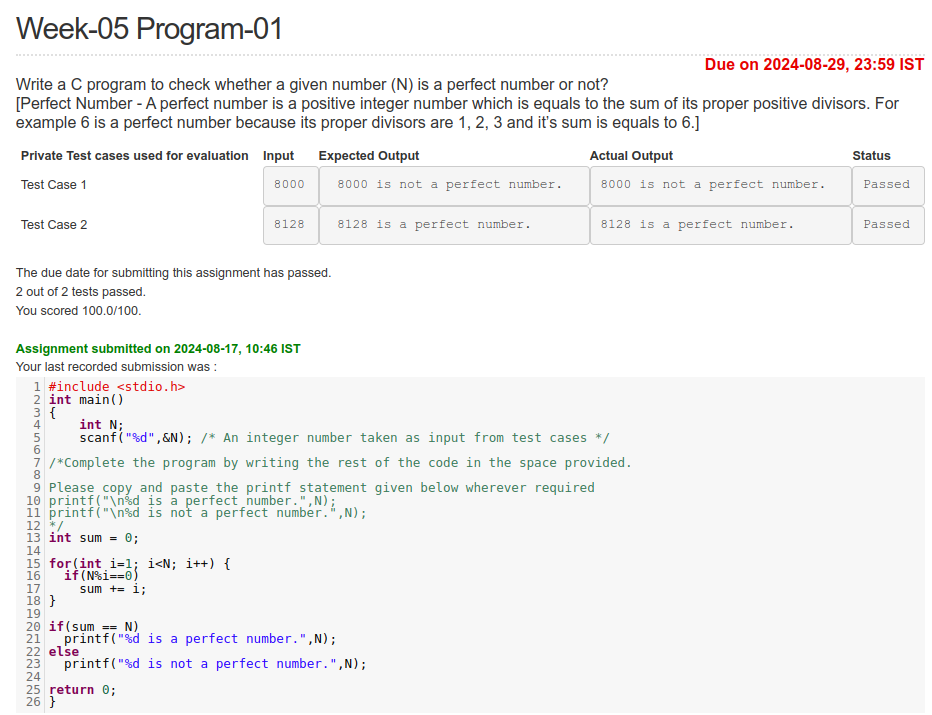 Week-05 Program-01
Due on 2024-08-29, 23:59 IST
Write a C program to check whether a given number (N) is a perfect number or not?
[Perfect Number - A perfect number is a positive integer number which is equals to the sum of its proper positive divisors. For
example 6 is a perfect number because its proper divisors are 1, 2, 3 and it's sum is equals to 6.]
Private Test cases used for evaluation Input Expected Output Actual Output Status
Test Case 1 8000 8000 is not a perfect number. 8000 is not a perfect number. Passed
Test Case 2 8128 8128 is a perfect number. 8128 is a perfect number. Passed
The due date for submitting this assignment has passed.
2 out of 2 tests passed.
You scored 100.0/100.
Assignment submitted on 2024-08-17, 10:46 IST
Your last recorded submission was :
1 #include <stdio.h>
2 int main()
3 {
4     int N;
5     scanf("%d",&N); /* An integer number taken as input from test cases */
6
7 /*Complete the program by writing the rest of the code in the space provided.
8
9 Please copy and paste the printf statement given below wherever required
10 printf("\n%d is a perfect number.",N);
11 printf("\n%d is not a perfect number.",N);
12 */
13 int sum = 0;
14
15 for(int i=1; i<N; i++) {
16   if(N%i==0)
17     sum += i;
18 }
19
20 if(sum == N)
21   printf("%d is a perfect number.",N);
22 else
23   printf("%d is not a perfect number.",N);
24
25 return 0;
26 }